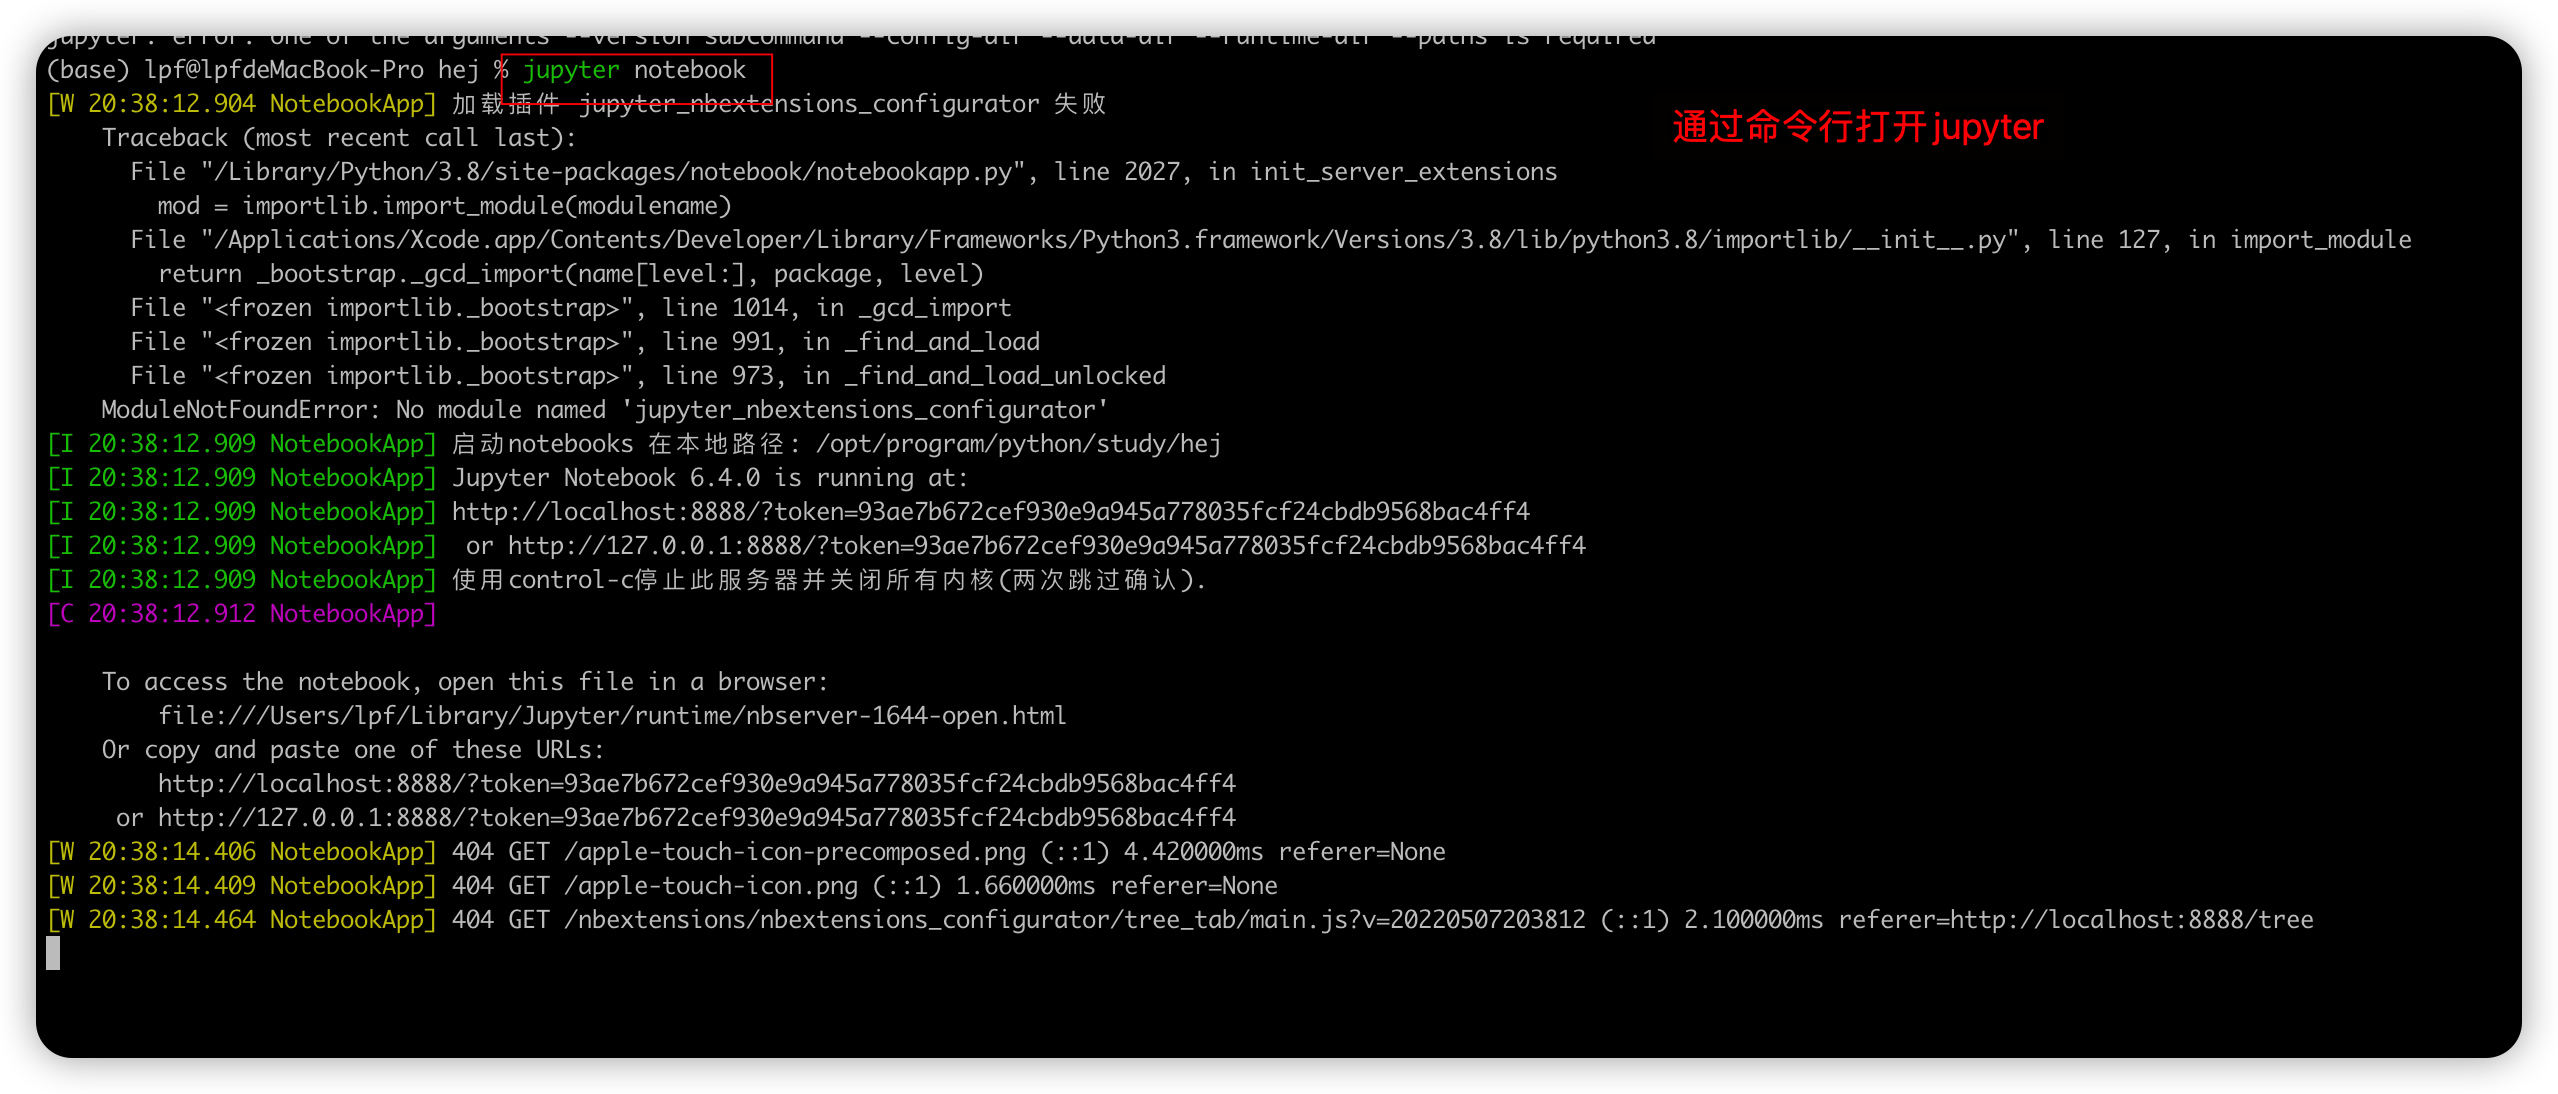 jupyter: error: one of the arguments --version subcommand --config-dir --data-dir --runtime-dir --paths is required
(base) lpf@lpfdeMacBook-Pro hej % jupyter notebook
[W 20:38:12.904 NotebookApp] 加载插件 jupyter_nbextensions_configurator 失败
通过命令行打开jupyter
    Traceback (most recent call last):
      File "/Library/Python/3.8/site-packages/notebook/notebookapp.py", line 2027, in init_server_extensions
        mod = importlib.import_module(modulename)
      File "/Applications/Xcode.app/Contents/Developer/Library/Frameworks/Python3.framework/Versions/3.8/lib/python3.8/importlib/__init__.py", line 127, in import_module
        return _bootstrap._gcd_import(name[level:], package, level)
      File "<frozen importlib._bootstrap>", line 1014, in _gcd_import
      File "<frozen importlib._bootstrap>", line 991, in _find_and_load
      File "<frozen importlib._bootstrap>", line 973, in _find_and_load_unlocked
    ModuleNotFoundError: No module named 'jupyter_nbextensions_configurator'
[I 20:38:12.909 NotebookApp] 启动notebooks 在本地路径: /opt/program/python/study/hej
[I 20:38:12.909 NotebookApp] Jupyter Notebook 6.4.0 is running at:
[I 20:38:12.909 NotebookApp] http://localhost:8888/?token=93ae7b672cef930e9a945a778035fcf24cbdb9568bac4ff4
[I 20:38:12.909 NotebookApp]  or http://127.0.0.1:8888/?token=93ae7b672cef930e9a945a778035fcf24cbdb9568bac4ff4
[I 20:38:12.909 NotebookApp] 使用control-c停止此服务器并关闭所有内核(两次跳过确认).
[C 20:38:12.912 NotebookApp]
    To access the notebook, open this file in a browser:
        file:///Users/lpf/Library/Jupyter/runtime/nbserver-1644-open.html
    Or copy and paste one of these URLs:
        http://localhost:8888/?token=93ae7b672cef930e9a945a778035fcf24cbdb9568bac4ff4
     or http://127.0.0.1:8888/?token=93ae7b672cef930e9a945a778035fcf24cbdb9568bac4ff4
[W 20:38:14.406 NotebookApp] 404 GET /apple-touch-icon-precomposed.png (::1) 4.420000ms referer=None
[W 20:38:14.409 NotebookApp] 404 GET /apple-touch-icon.png (::1) 1.660000ms referer=None
[W 20:38:14.464 NotebookApp] 404 GET /nbextensions/nbextensions_configurator/tree_tab/main.js?v=20220507203812 (::1) 2.100000ms referer=http://localhost:8888/tree